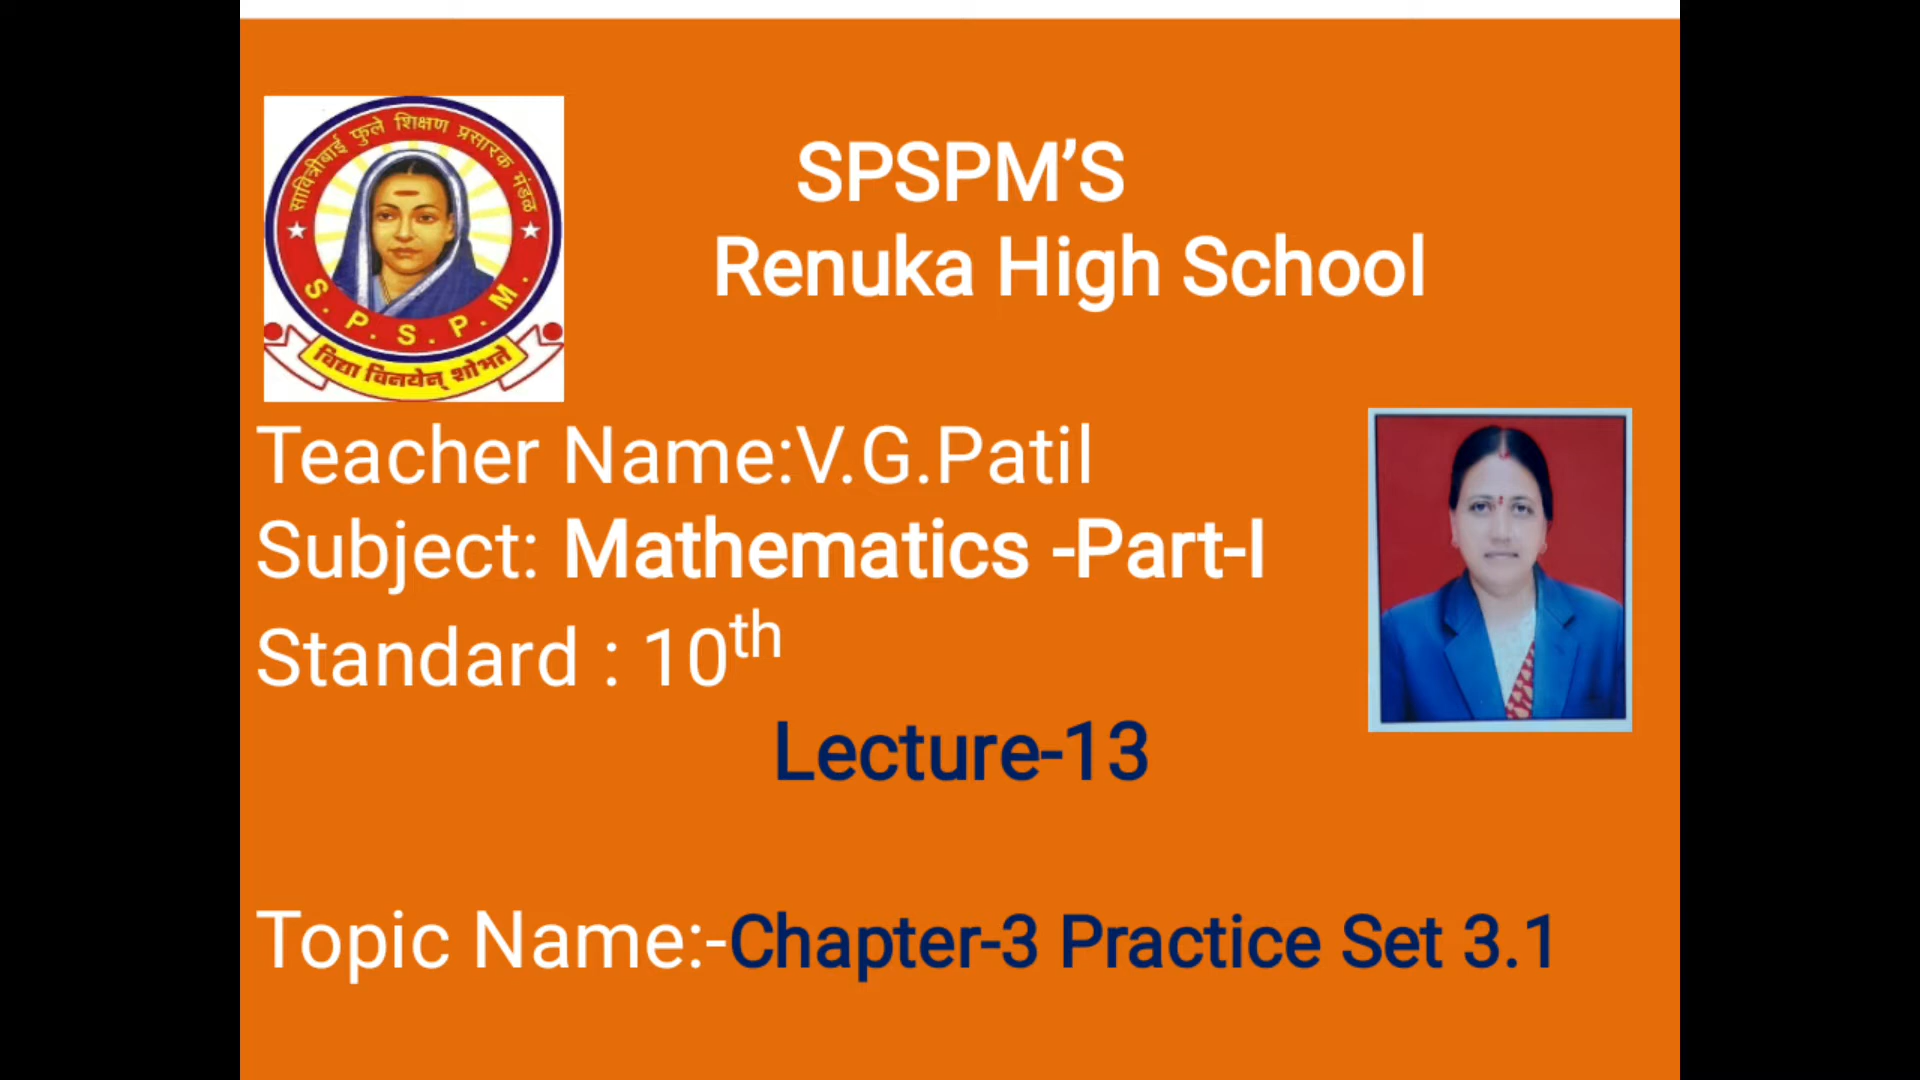 सावित्रीबाई फुले शिक्षण प्रसारक मंडळ
S. P. S. P. M.
विद्या विनयेन् शोभते
SPSPM’S
Renuka High School
Teacher Name:V.G.Patil
Subject: Mathematics -Part-I
Standard : 10th
Lecture-13
Topic Name:-Chapter-3 Practice Set 3.1